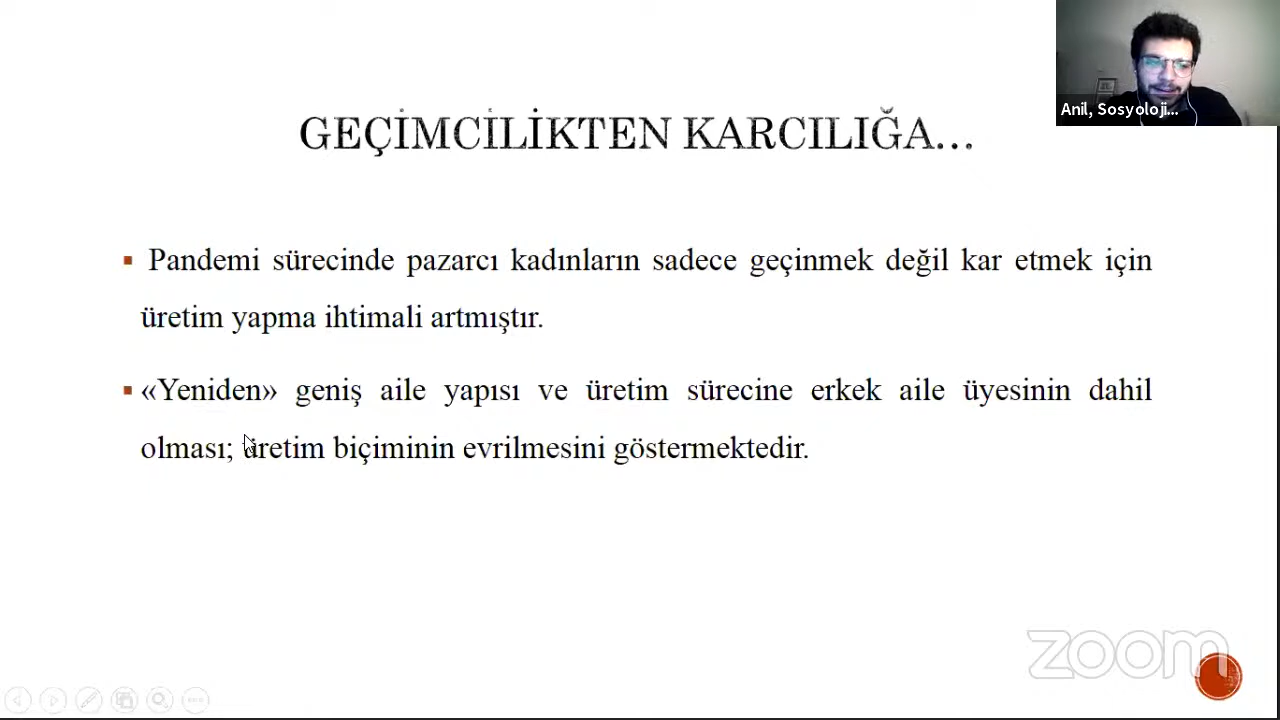 Anil, Sosyoloji...
GEÇİMCİLİKTEN KARCILIĞA...
Pandemi sürecinde pazarcı kadınların sadece geçinmek değil kar etmek için
üretim yapma ihtimali artmıştır.
«Yeniden» geniş aile yapısı ve üretim sürecine erkek aile üyesinin dahil
olması; üretim biçiminin evrilmesini göstermektedir.
zoom